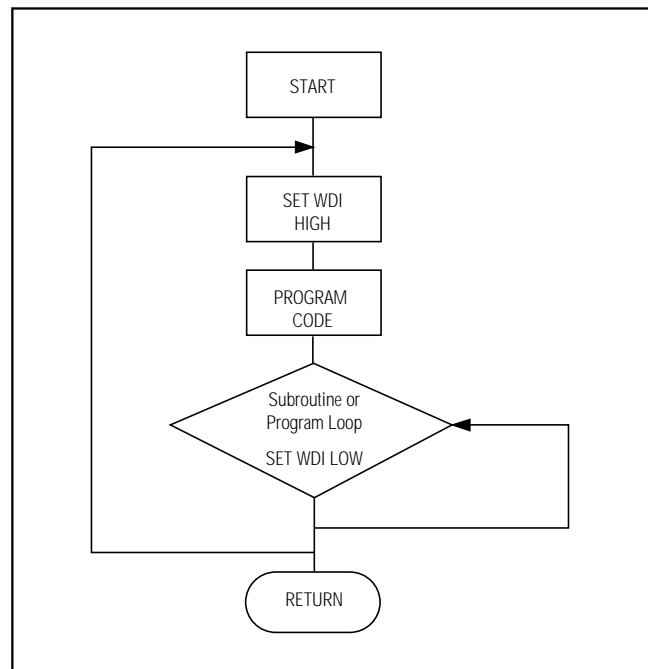 START
SET WDI
HIGH
PROGRAM
CODE
Subroutine or
Program Loop
SET WDI LOW
RETURN